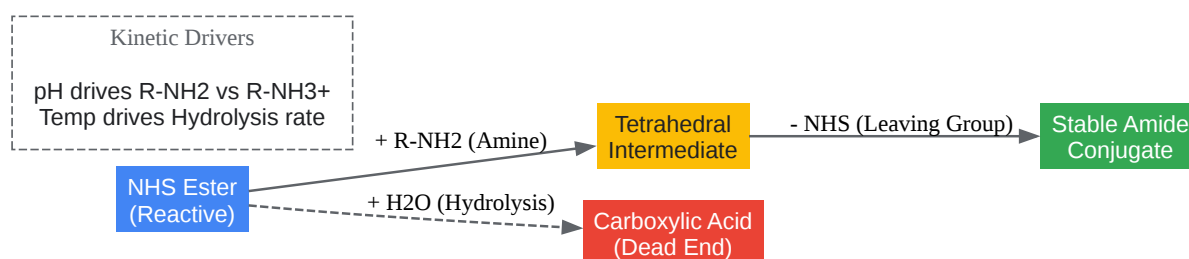 Kinetic Drivers
pH drives R-NH2 vs R-NH3+
Temp drives Hydrolysis rate
NHS Ester
(Reactive)
+ R-NH2 (Amine)
+ H2O (Hydrolysis)
Tetrahedral
Intermediate
Carboxylic Acid
(Dead End)
- NHS (Leaving Group)
Stable Amide
Conjugate